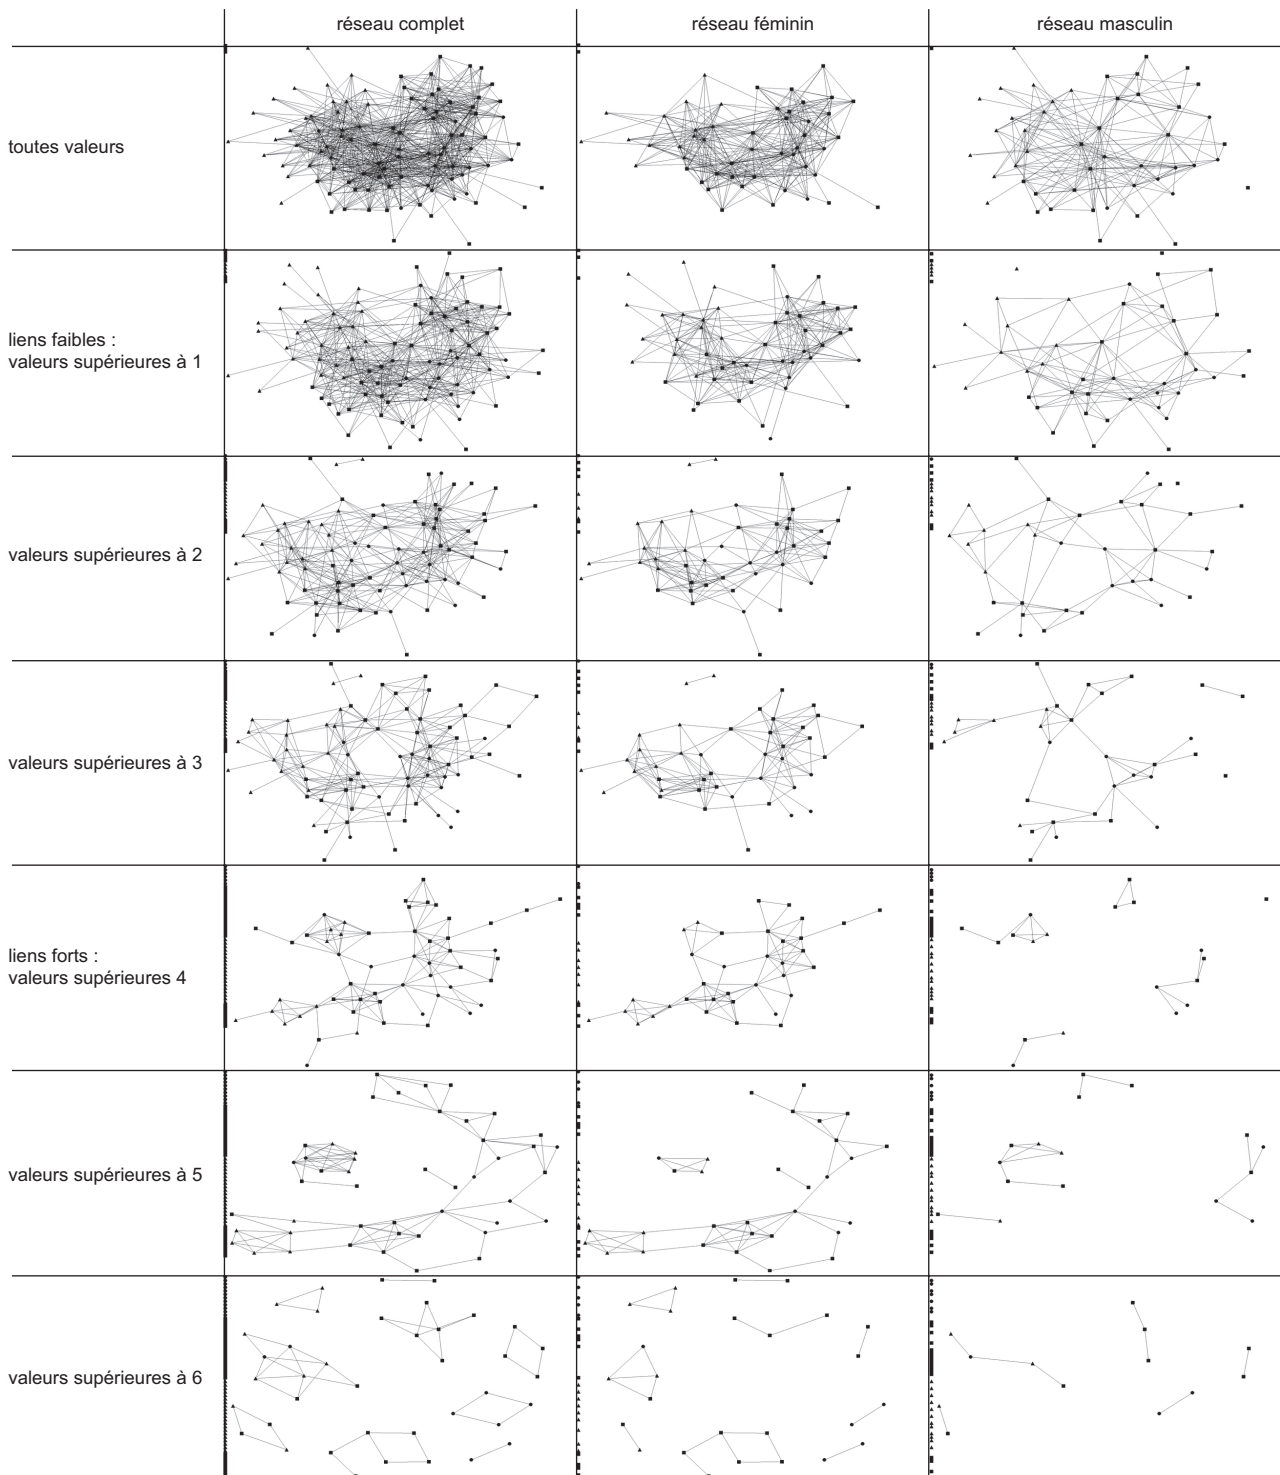 réseau complet
réseau féminin
réseau masculin
toutes valeurs
liens faibles :
valeurs supérieures à 1
valeurs supérieures à 2
valeurs supérieures à 3
liens forts :
valeurs supérieures 4
valeurs supérieures à 5
valeurs supérieures à 6